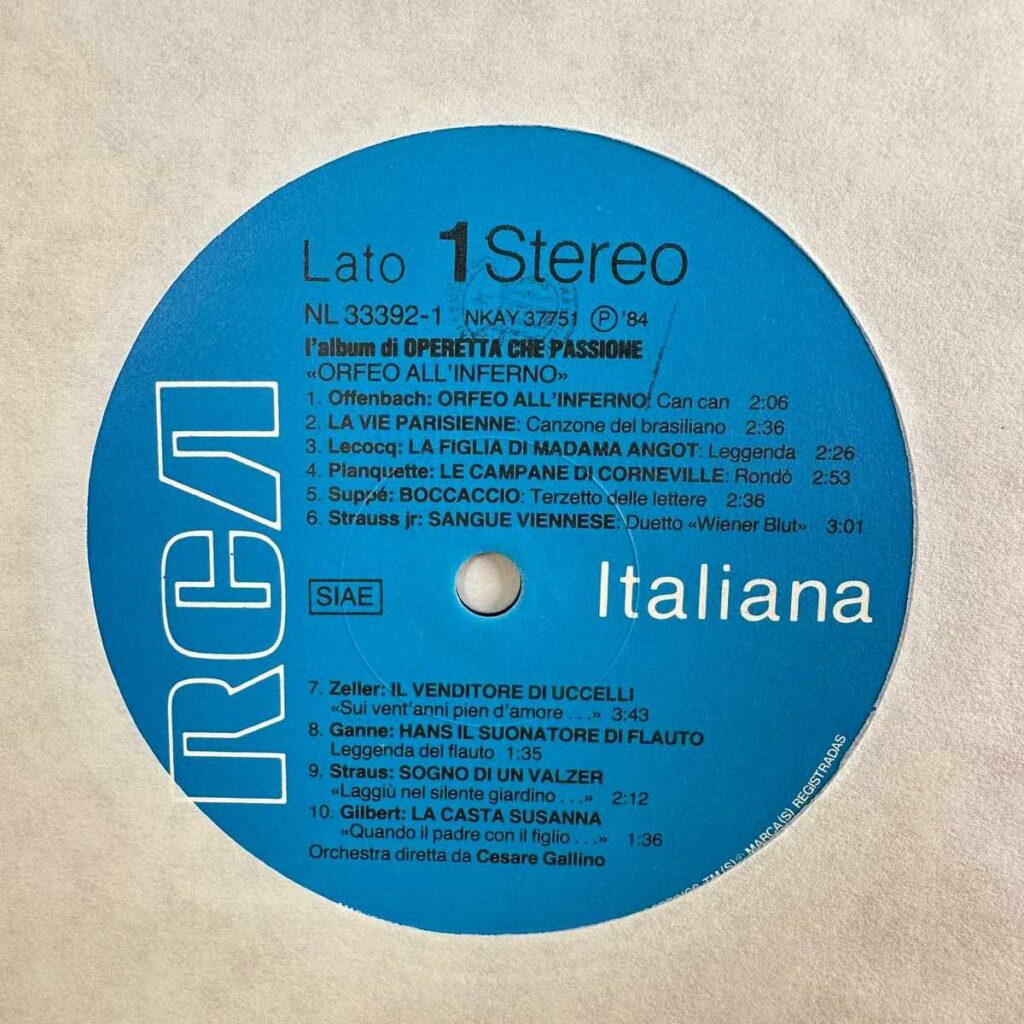 Lato 1 Stereo
NL 33392-1 NKAY 37751 Ⓟ '84
l'album di OPERETTA CHE PASSIONE
«ORFEO ALL'INFERNO»
1. Offenbach: ORFEO ALL'INFERNO: Can can 2:06
2. LA VIE PARISIENNE: Canzone del brasiliano 2:36
3. Lecocq: LA FIGLIA DI MADAMA ANGOT: Leggenda 2:26
4. Planquette: LE CAMPANE DI CORNEVILLE: Rondò 2:53
5. Suppé: BOCCACCIO: Terzetto delle lettere 2:36
6. Strauss jr: SANGUE VIENNESE: Duetto «Wiener Blut» 3:01
RCA
SIAE
Italiana
7. Zeller: IL VENDITORE DI UCCELLI
«Sui vent'anni pien d'amore ...» 3:43
8. Ganne: HANS IL SUONATORE DI FLAUTO
Leggenda del flauto 1:35
9. Straus: SOGNO DI UN VALZER
«Laggiù nel silente giardino ...» 2:12
10. Gilbert: LA CASTA SUSANNA
«Quando il padre con il figlio ...» 1:36
Orchestra diretta da Cesare Gallino
TM(S)® MARCA(S) REGISTRADAS